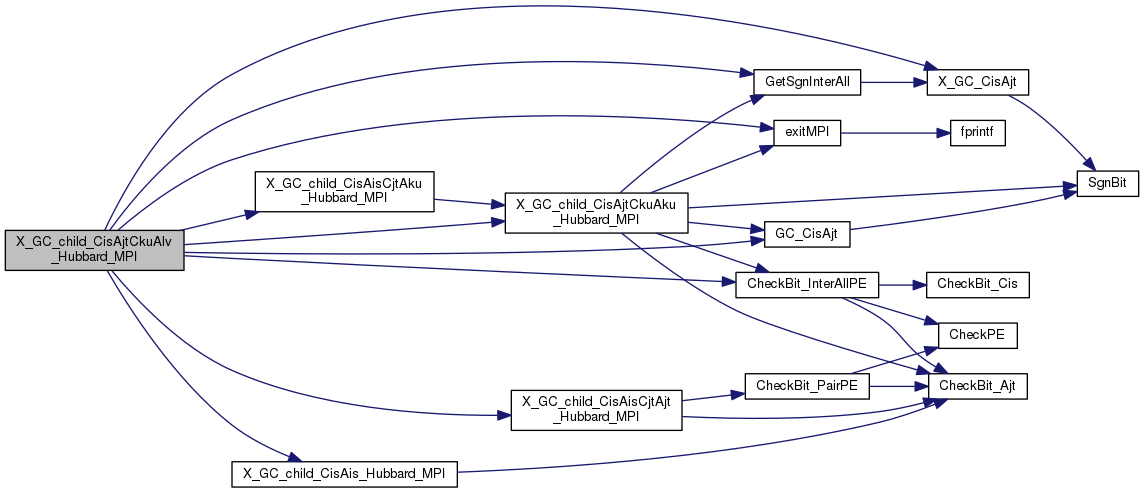 X_GC_child_CisAjtCkuAlv
_Hubbard_MPI
X_GC_child_CisAisCjtAku
_Hubbard_MPI
X_GC_child_CisAjtCkuAku
_Hubbard_MPI
GetSgnInterAll
X_GC_CisAjt
exitMPI
fprintf
SgnBit
GC_CisAjt
CheckBit_InterAllPE
CheckBit_Cis
CheckPE
CheckBit_PairPE
CheckBit_Ajt
X_GC_child_CisAisCjtAjt
_Hubbard_MPI
X_GC_child_CisAis_Hubbard_MPI